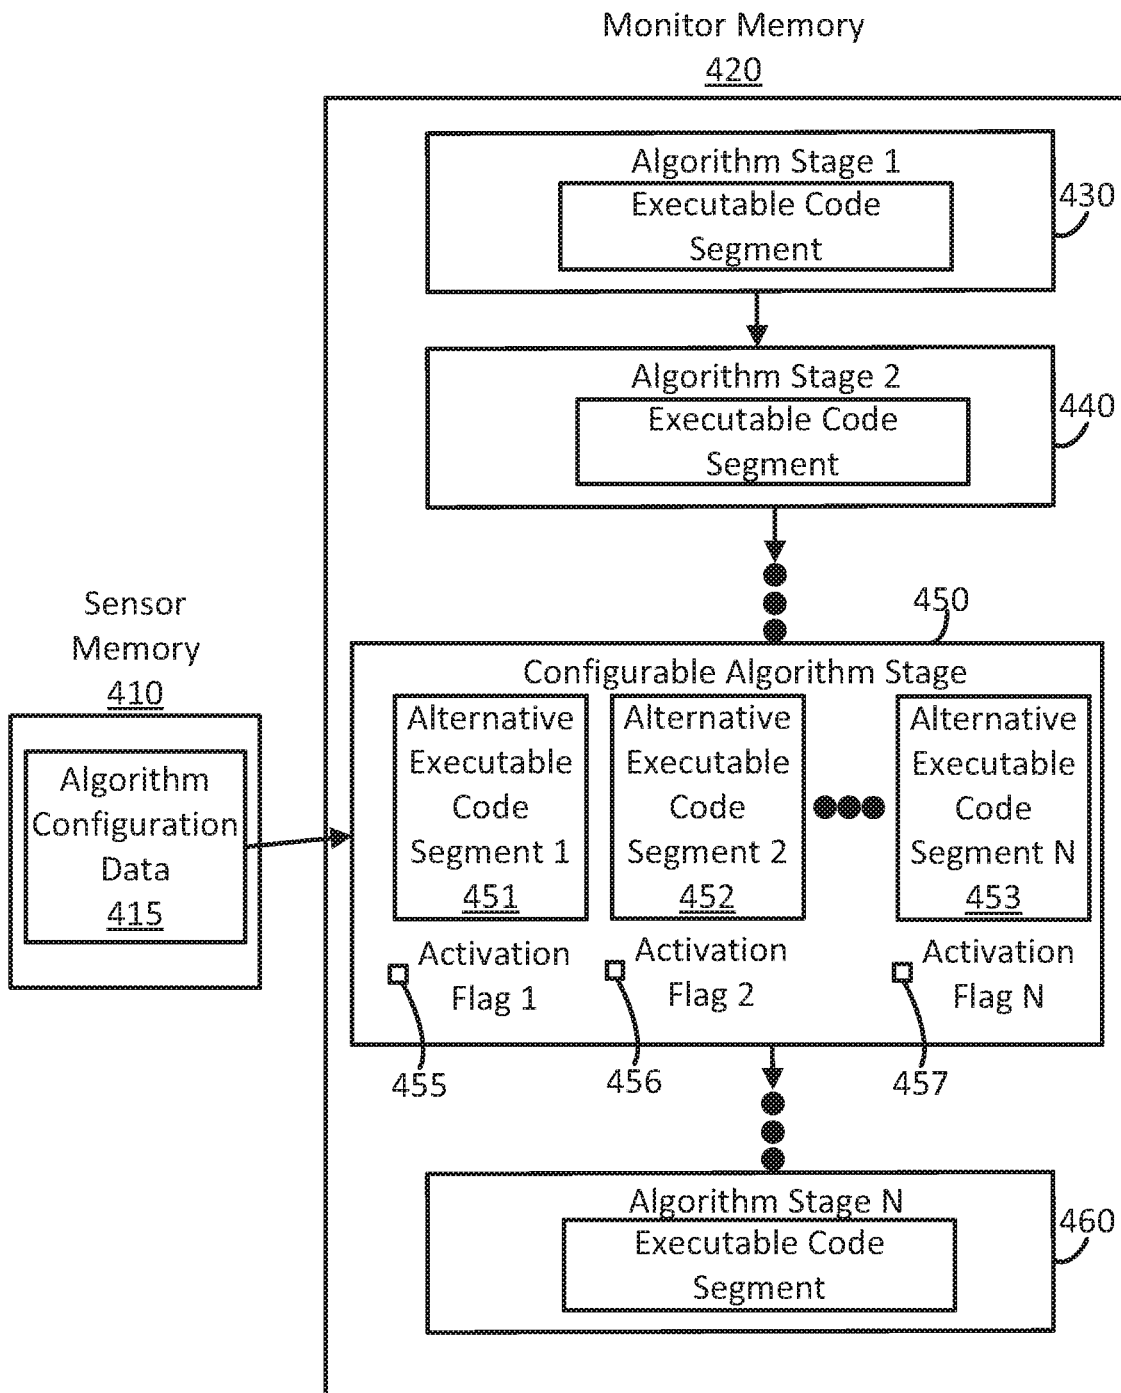 Monitor Memory
420
Algorithm Stage 1
Executable Code
Segment
430
Algorithm Stage 2
Executable Code
Segment
440
Sensor
Memory
410
Algorithm
Configuration
Data
415
450
Configurable Algorithm Stage
Alternative
Executable
Code
Segment 1
451
Alternative
Executable
Code
Segment 2
452
Alternative
Executable
Code
Segment N
453
Activation
Flag 1
Activation
Flag 2
Activation
Flag N
455
456
457
Algorithm Stage N
Executable Code
Segment
460